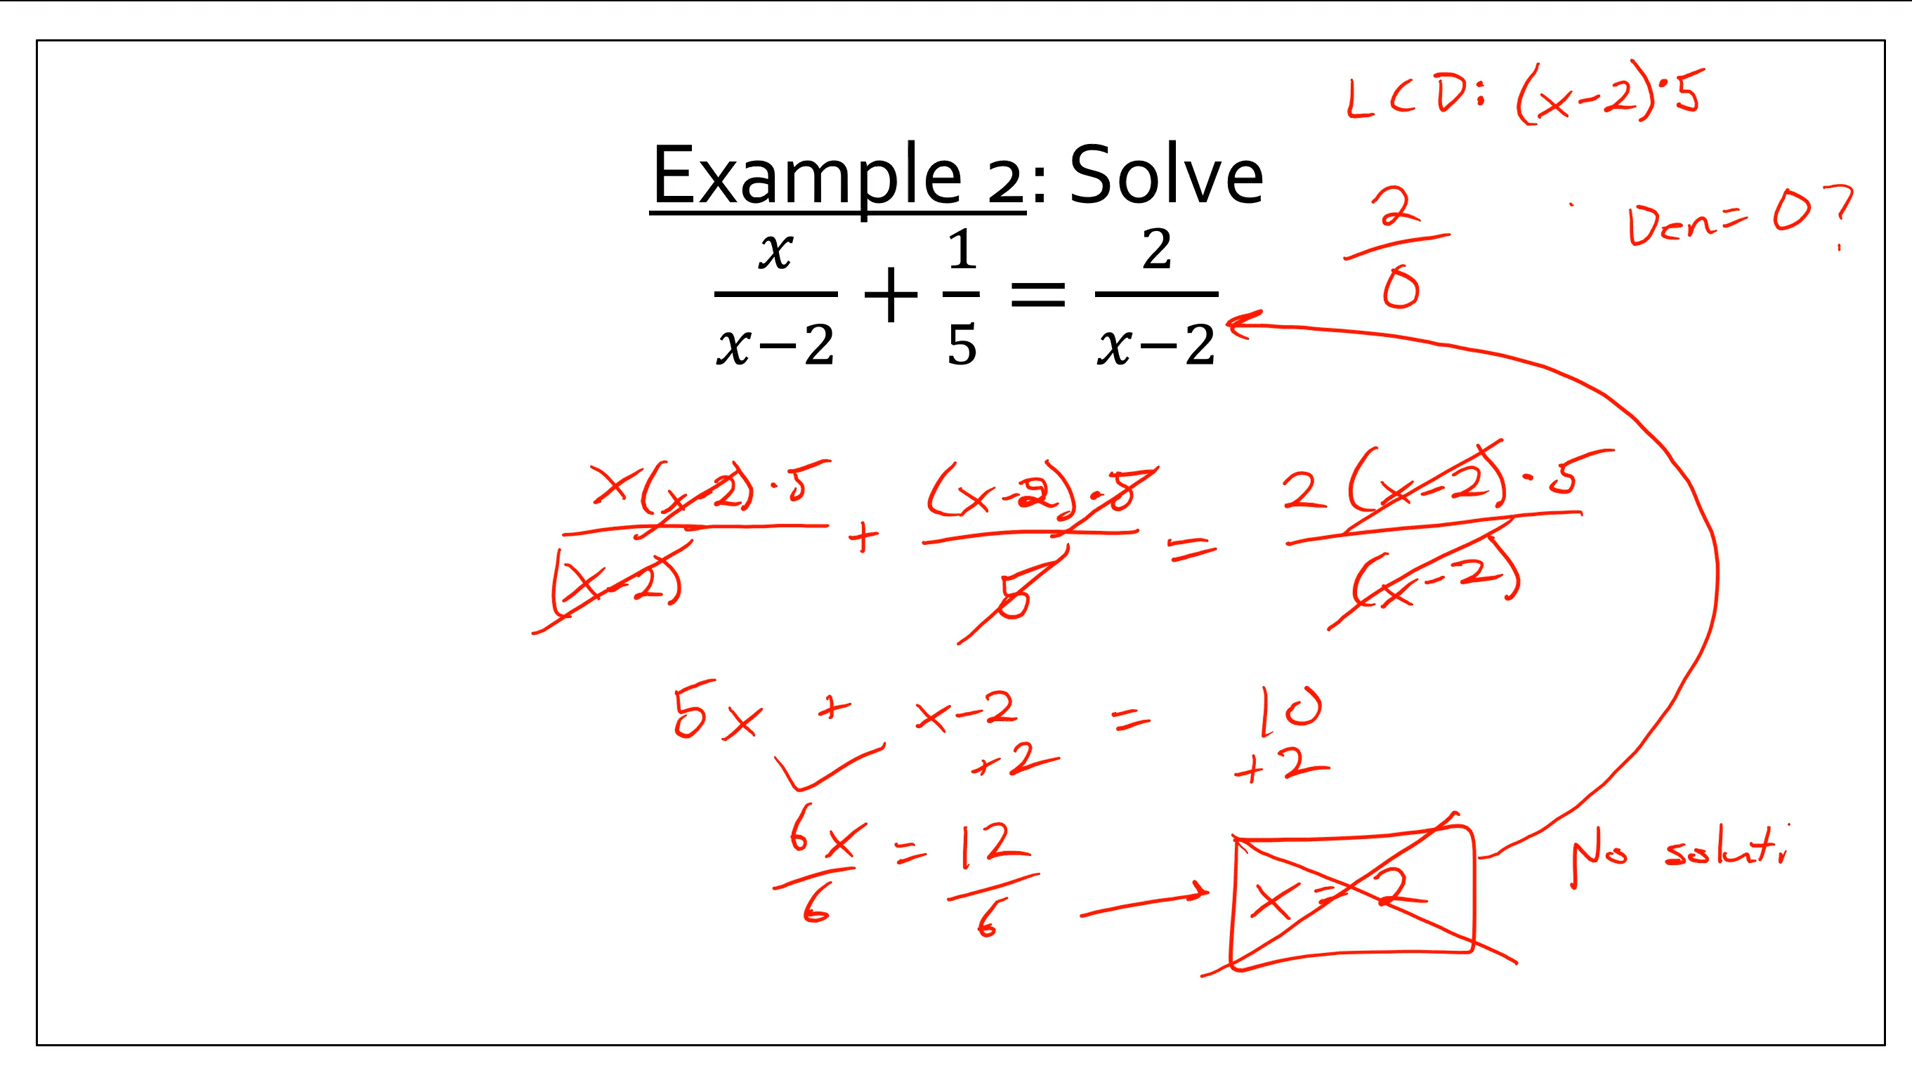 LCD: (x-2)·5
Example 2: Solve
x/(x−2) + 1/5 = 2/(x−2)
2/0
Den = 0?
x(x-2)·5/(x-2) + (x-2)·5/5 = 2(x-2)·5/(x-2)
5x + x-2 = 10
+2 +2
6x/6 = 12/6 → x = 2
No soluti